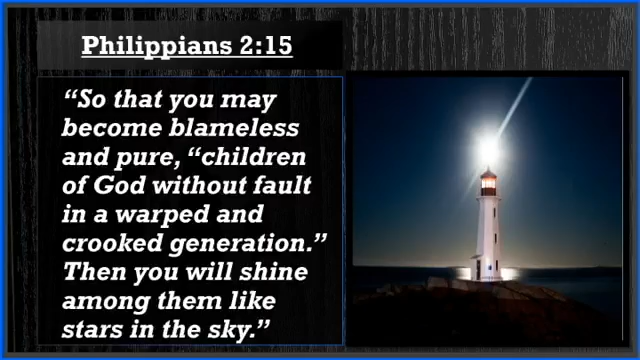 Philippians 2:15
“So that you may
become blameless
and pure, “children
of God without fault
in a warped and
crooked generation.”
Then you will shine
among them like
stars in the sky.”